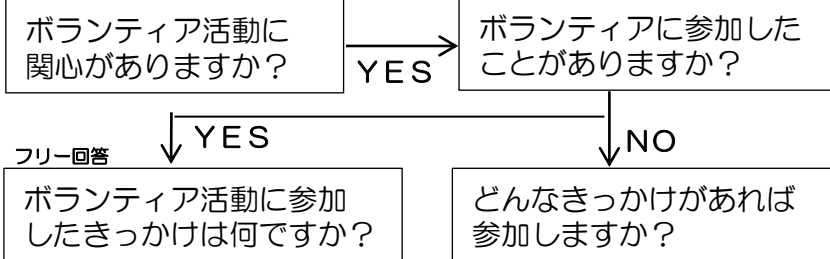 ボランティア活動に
関心がありますか？
YES
ボランティアに参加した
ことがありますか？
YES
NO
フリー回答
ボランティア活動に参加
したきっかけは何ですか？
どんなきっかけがあれば
参加しますか？